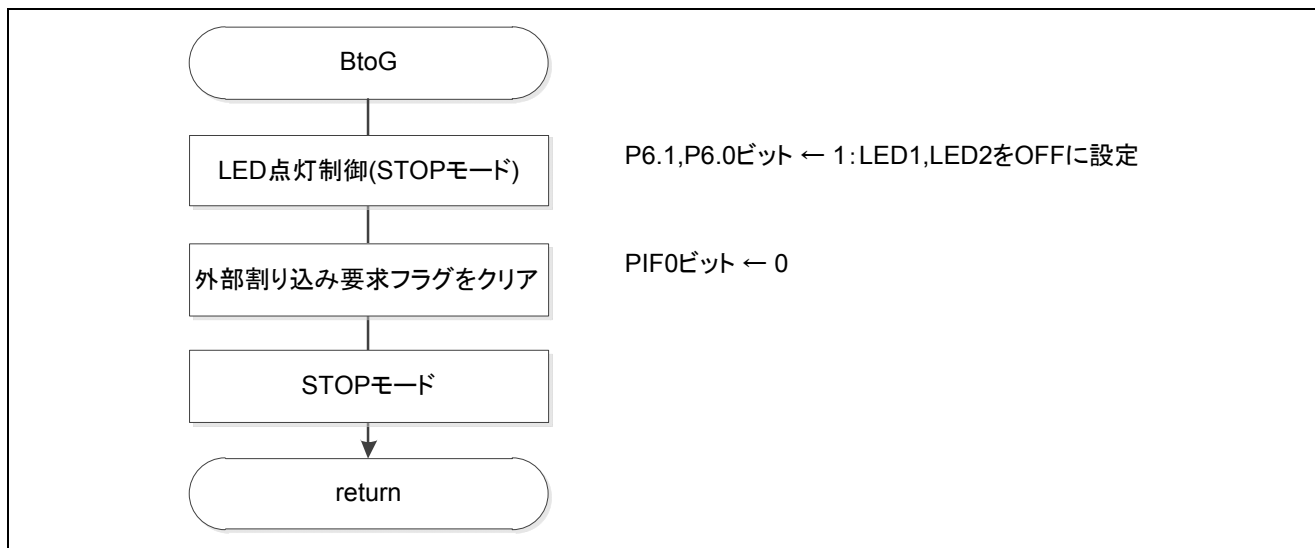 BtoG
LED点灯制御(STOPモード)
P6.1,P6.0ビット ← 1:LED1,LED2をOFFに設定
外部割り込み要求フラグをクリア
PIF0ビット ← 0
STOPモード
return